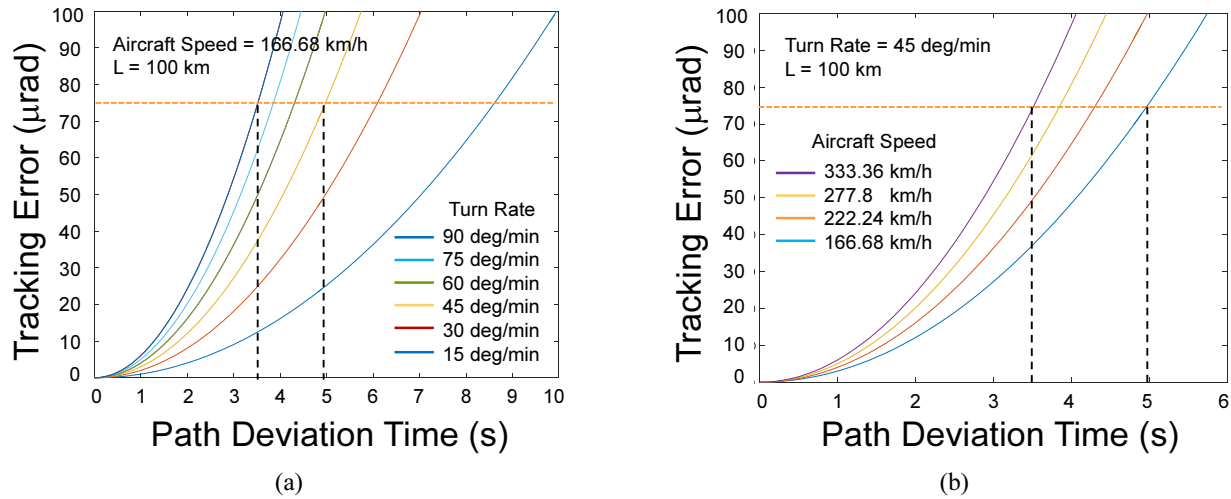 100
90
80
70
60
50
40
30
20
10
0
Tracking Error (μrad)
Aircraft Speed = 166.68 km/h
L = 100 km
Turn Rate
90 deg/min
75 deg/min
60 deg/min
45 deg/min
30 deg/min
15 deg/min
0 1 2 3 4 5 6 7 8 9 10
Path Deviation Time (s)
(a)
100
90
80
70
60
50
40
30
20
10
0
Tracking Error (μrad)
Turn Rate = 45 deg/min
L = 100 km
Aircraft Speed
333.36 km/h
277.8 km/h
222.24 km/h
166.68 km/h
0 1 2 3 4 5 6
Path Deviation Time (s)
(b)